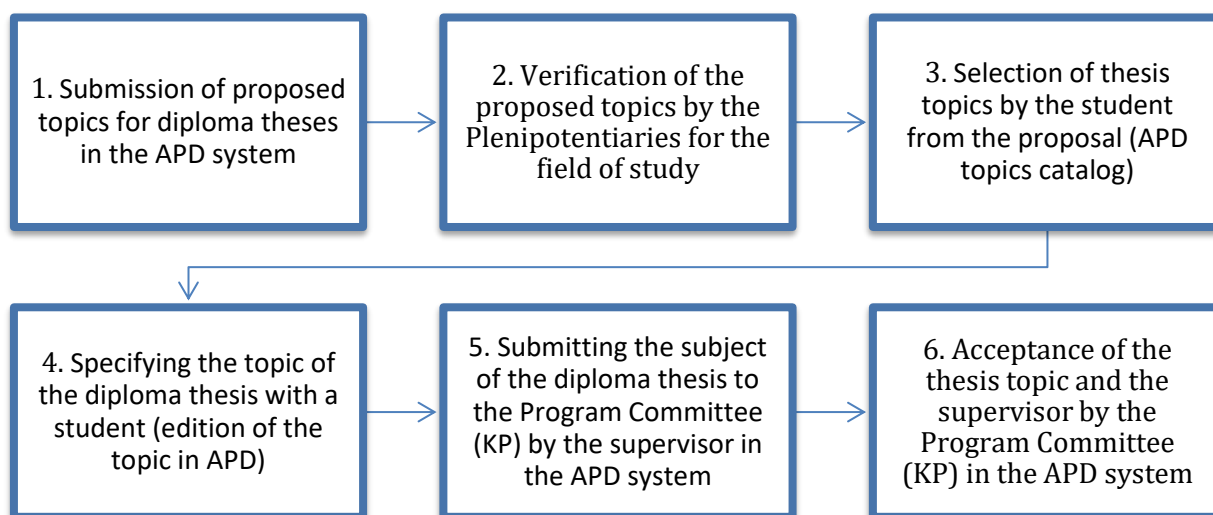 1. Submission of proposed
topics for diploma theses
in the APD system
2. Verification of the
proposed topics by the
Plenipotentiaries for the
field of study
3. Selection of thesis
topics by the student
from the proposal (APD
topics catalog)
4. Specifying the topic of
the diploma thesis with a
student (edition of the
topic in APD)
5. Submitting the subject
of the diploma thesis to
the Program Committee
(KP) by the supervisor in
the APD system
6. Acceptance of the
thesis topic and the
supervisor by the
Program Committee
(KP) in the APD system